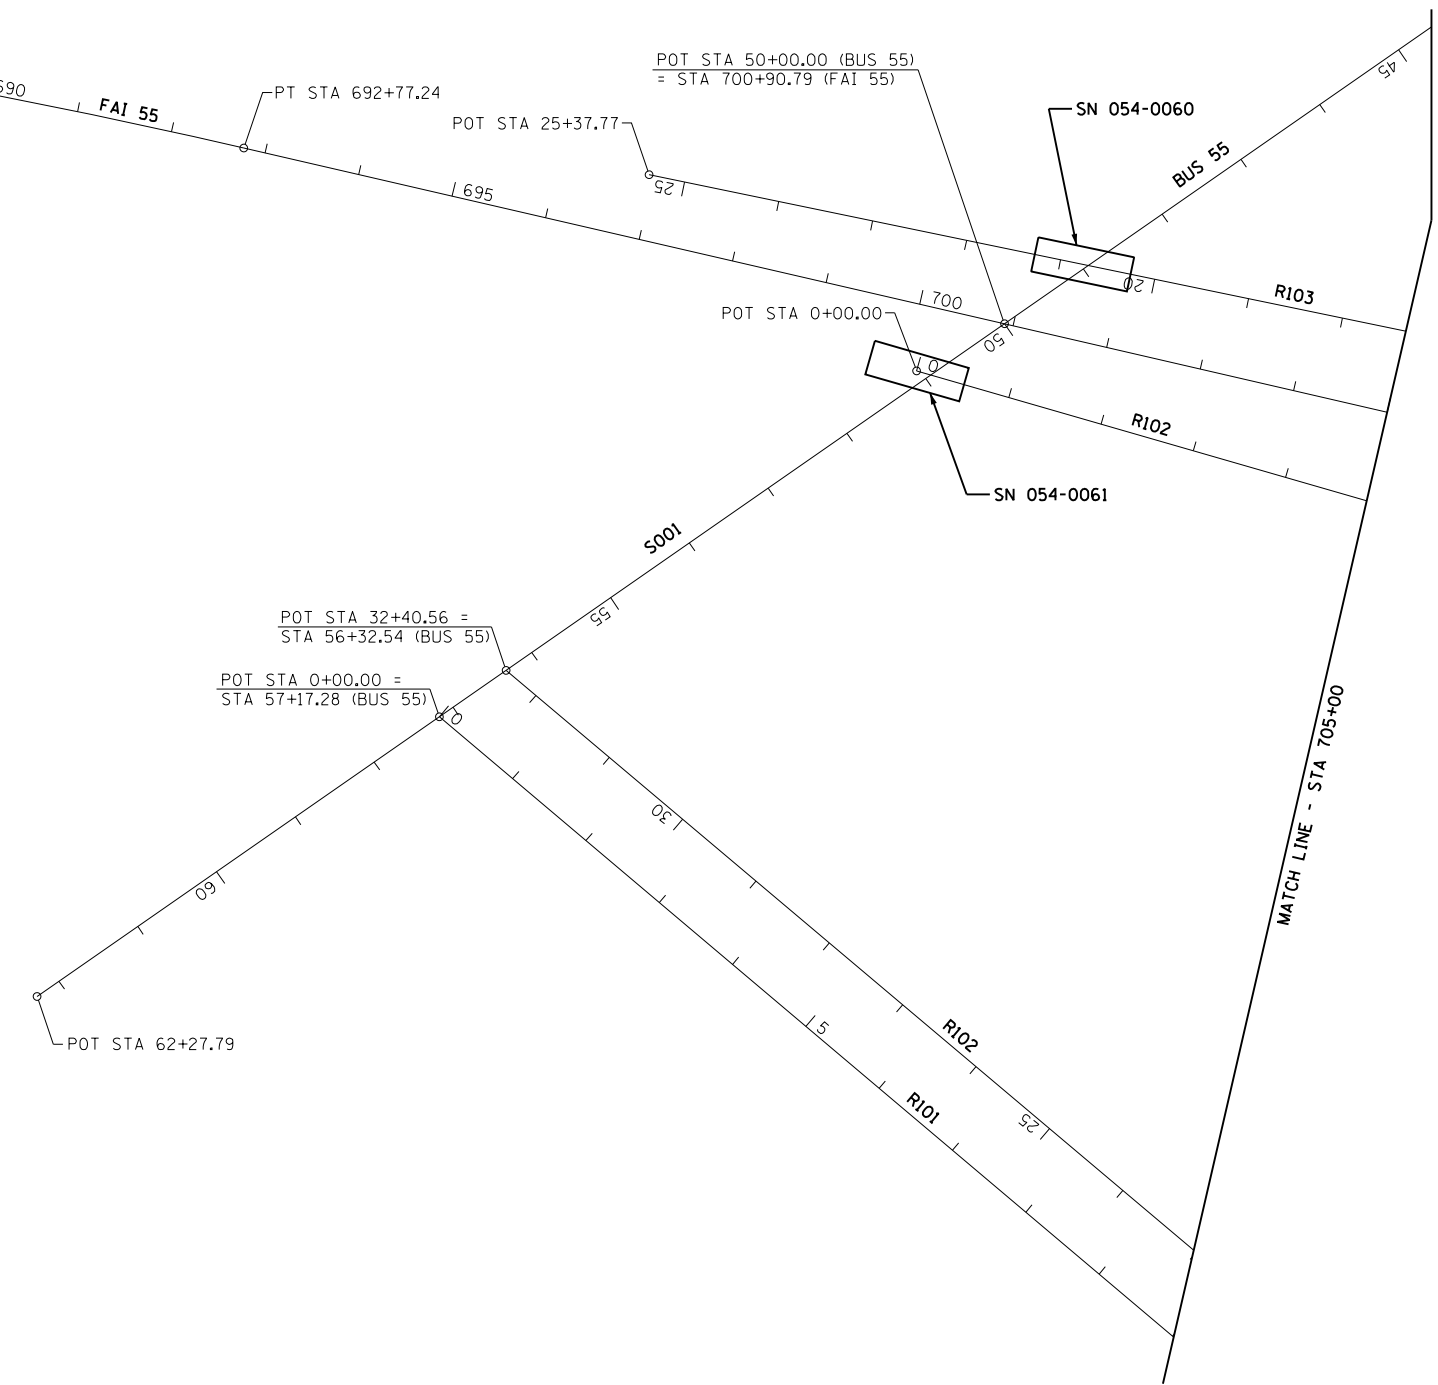 690
FAI 55
PT STA 692+77.24
POT STA 25+37.77
POT STA 50+00.00 (BUS 55)
= STA 700+90.79 (FAI 55)
SN 054-0060
45
BUS 55
695
25
20
R103
700
50
POT STA 0+00.00
0
R102
SN 054-0061
S001
55
POT STA 32+40.56 =
STA 56+32.54 (BUS 55)
POT STA 0+00.00 =
STA 57+17.28 (BUS 55)
0
MATCH LINE - STA 705+00
30
60
POT STA 62+27.79
5
R102
R101
25